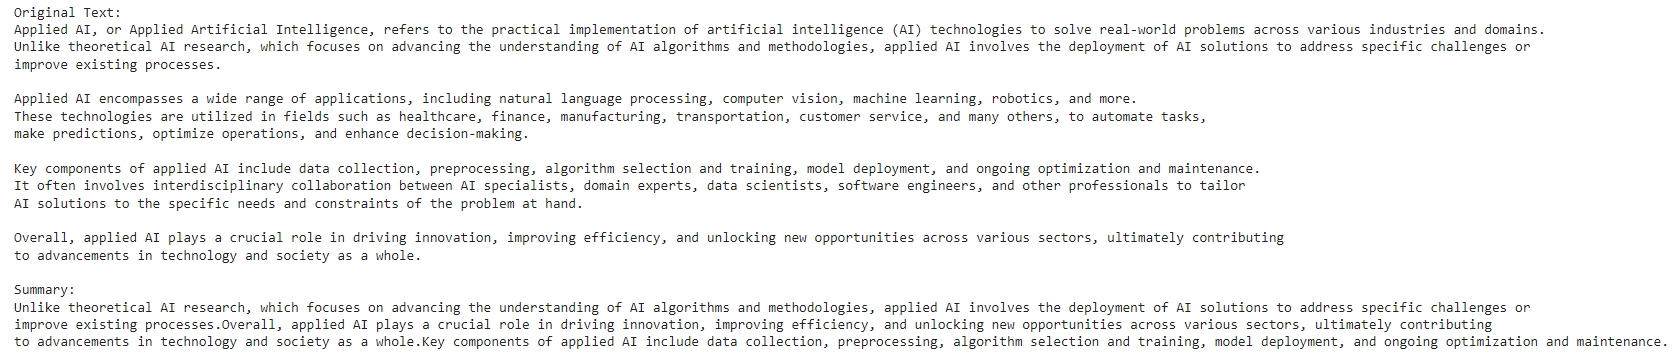 Original Text:
Applied AI, or Applied Artificial Intelligence, refers to the practical implementation of artificial intelligence (AI) technologies to solve real-world problems across various industries and domains.
Unlike theoretical AI research, which focuses on advancing the understanding of AI algorithms and methodologies, applied AI involves the deployment of AI solutions to address specific challenges or
improve existing processes.
Applied AI encompasses a wide range of applications, including natural language processing, computer vision, machine learning, robotics, and more.
These technologies are utilized in fields such as healthcare, finance, manufacturing, transportation, customer service, and many others, to automate tasks,
make predictions, optimize operations, and enhance decision-making.
Key components of applied AI include data collection, preprocessing, algorithm selection and training, model deployment, and ongoing optimization and maintenance.
It often involves interdisciplinary collaboration between AI specialists, domain experts, data scientists, software engineers, and other professionals to tailor
AI solutions to the specific needs and constraints of the problem at hand.
Overall, applied AI plays a crucial role in driving innovation, improving efficiency, and unlocking new opportunities across various sectors, ultimately contributing
to advancements in technology and society as a whole.
Summary:
Unlike theoretical AI research, which focuses on advancing the understanding of AI algorithms and methodologies, applied AI involves the deployment of AI solutions to address specific challenges or
improve existing processes.Overall, applied AI plays a crucial role in driving innovation, improving efficiency, and unlocking new opportunities across various sectors, ultimately contributing
to advancements in technology and society as a whole.Key components of applied AI include data collection, preprocessing, algorithm selection and training, model deployment, and ongoing optimization and maintenance.